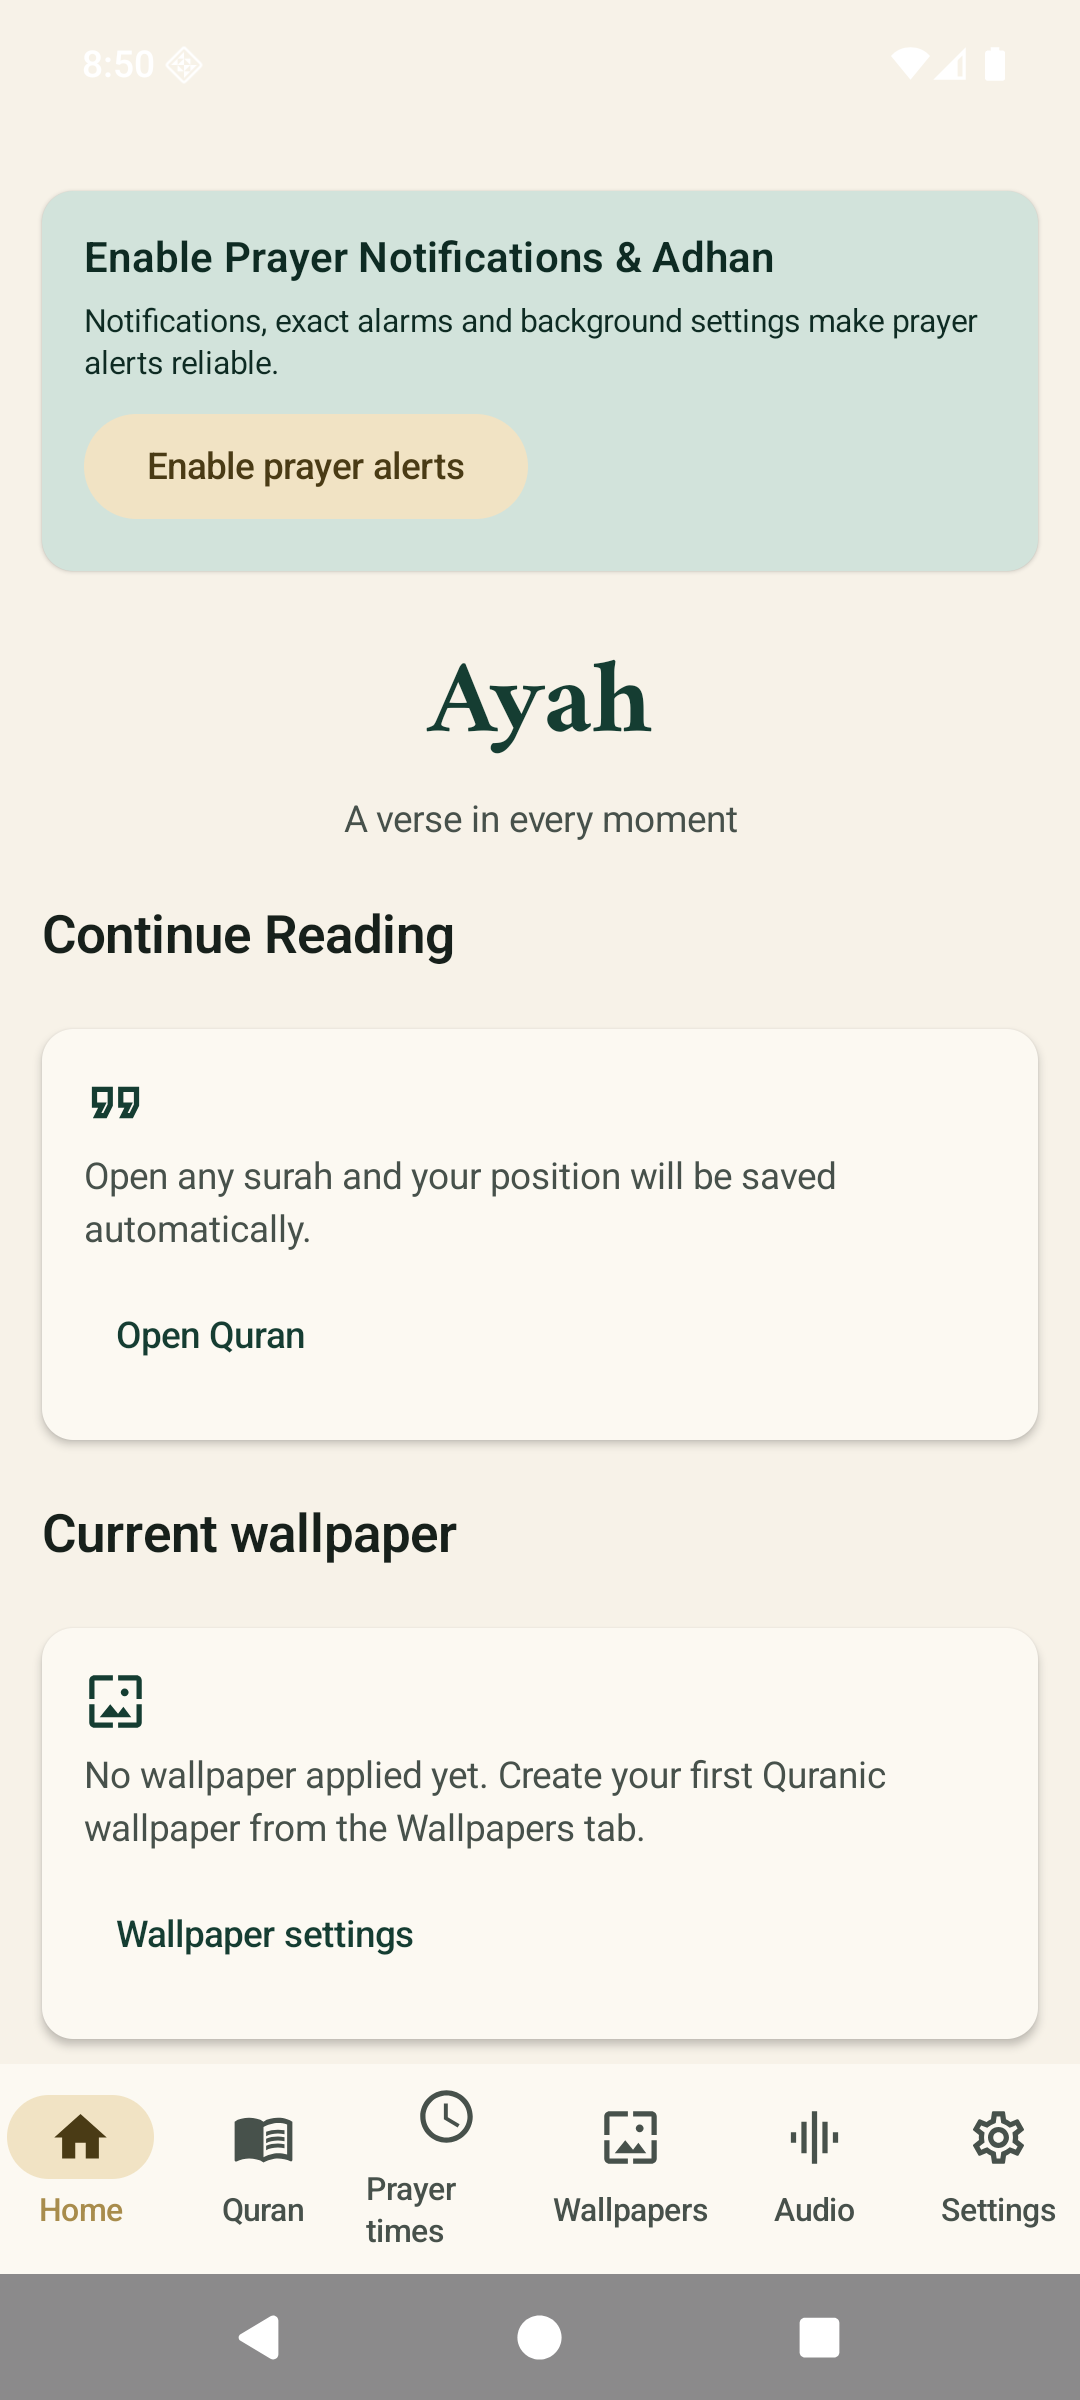 8:50
Enable Prayer Notifications & Adhan
Notifications, exact alarms and background settings make prayer
alerts reliable.
Enable prayer alerts
Ayah
A verse in every moment
Continue Reading
Open any surah and your position will be saved
automatically.
Open Quran
Current wallpaper
No wallpaper applied yet. Create your first Quranic
wallpaper from the Wallpapers tab.
Wallpaper settings
Home
Quran
Prayer
times
Wallpapers
Audio
Settings